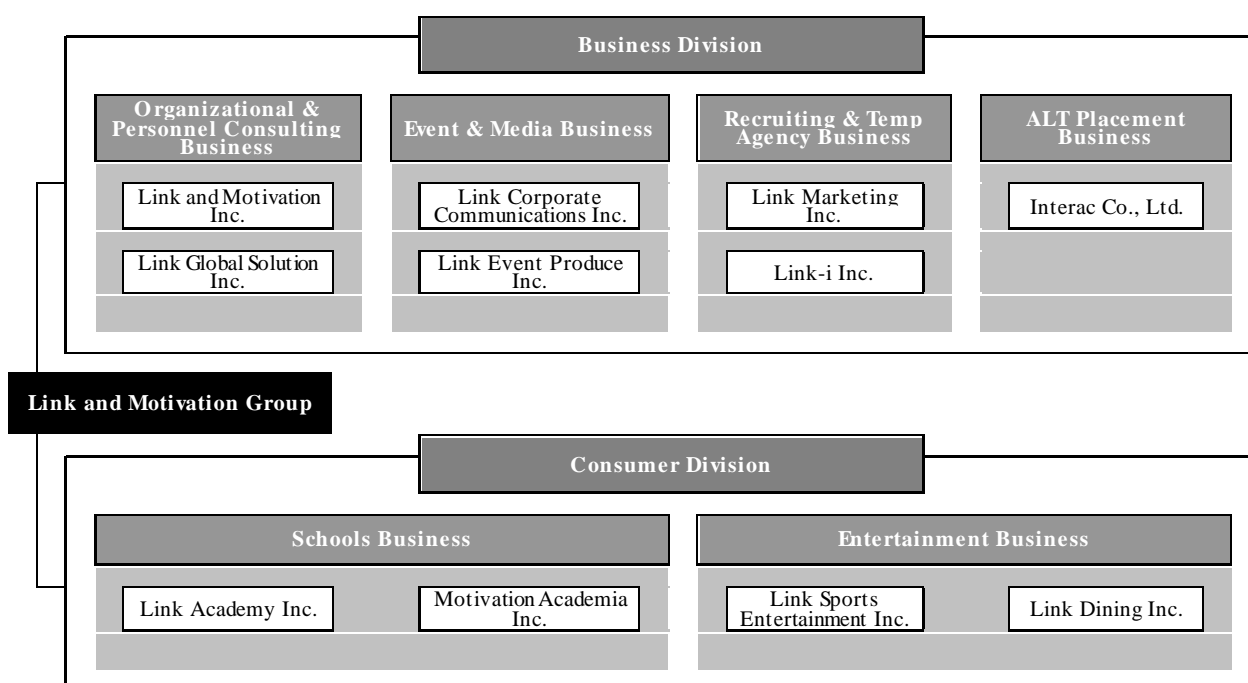 Business Division
Organizational &
Personnel Consulting
Business
Event & Media Business
Recruiting & Temp
Agency Business
ALT Placement
Business
Link and Motivation
Inc.
Link Corporate
Communications Inc.
Link Marketing
Inc.
Interac Co., Ltd.
Link Global Solution
Inc.
Link Event Produce
Inc.
Link-i Inc.
Link and Motivation Group
Consumer Division
Schools Business
Entertainment Business
Link Academy Inc.
Motivation Academia
Inc.
Link Sports
Entertainment Inc.
Link Dining Inc.